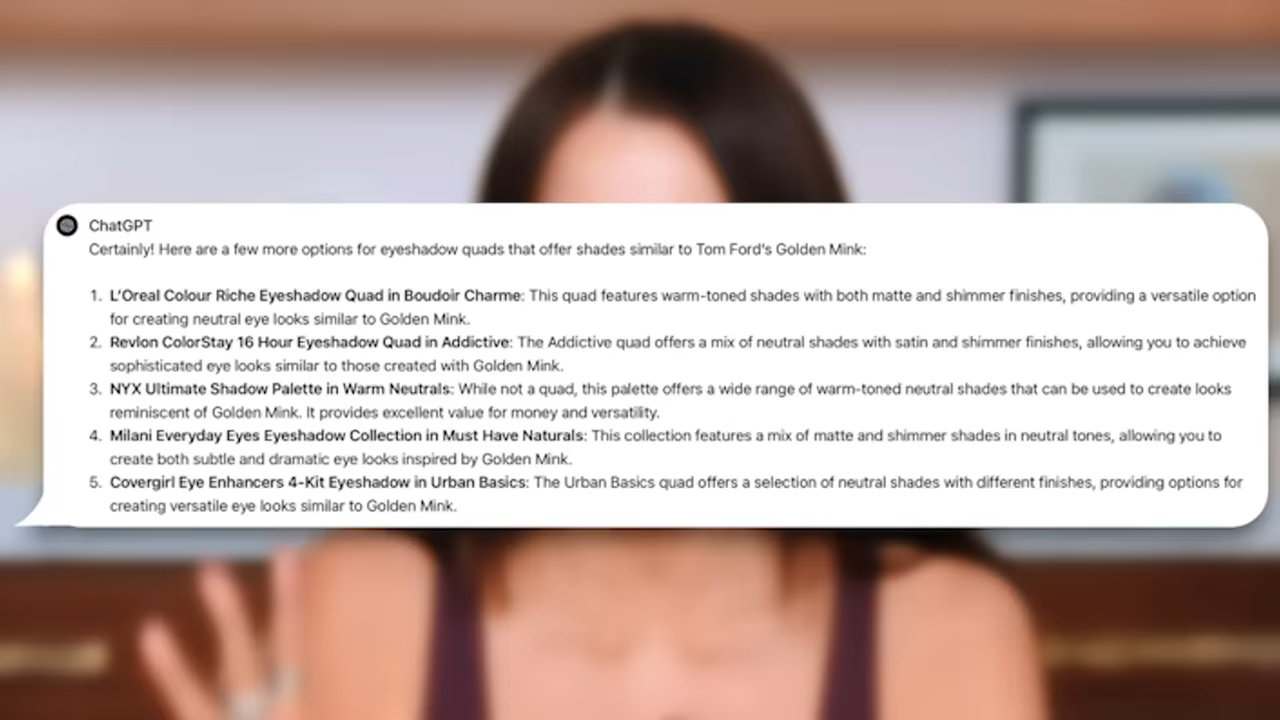 ChatGPT
Certainly! Here are a few more options for eyeshadow quads that offer shades similar to Tom Ford's Golden Mink:
1. L'Oreal Colour Riche Eyeshadow Quad in Boudoir Charme: This quad features warm-toned shades with both matte and shimmer finishes, providing a versatile option
for creating neutral eye looks similar to Golden Mink.
2. Revlon ColorStay 16 Hour Eyeshadow Quad in Addictive: The Addictive quad offers a mix of neutral shades with satin and shimmer finishes, allowing you to achieve
sophisticated eye looks similar to those created with Golden Mink.
3. NYX Ultimate Shadow Palette in Warm Neutrals: While not a quad, this palette offers a wide range of warm-toned neutral shades that can be used to create looks
reminiscent of Golden Mink. It provides excellent value for money and versatility.
4. Milani Everyday Eyes Eyeshadow Collection in Must Have Naturals: This collection features a mix of matte and shimmer shades in neutral tones, allowing you to
create both subtle and dramatic eye looks inspired by Golden Mink.
5. Covergirl Eye Enhancers 4-Kit Eyeshadow in Urban Basics: The Urban Basics quad offers a selection of neutral shades with different finishes, providing options for
creating versatile eye looks similar to Golden Mink.